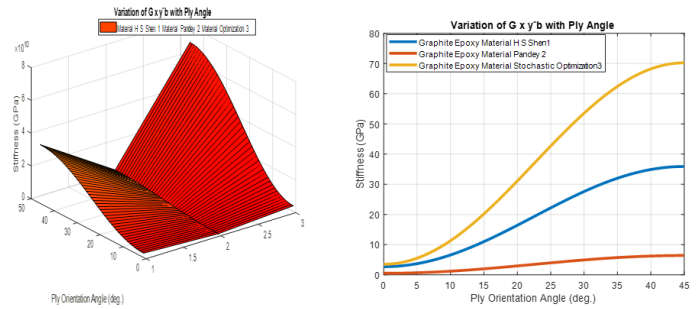 Variation of G x y¯b with Ply Angle
Material H S Shen 1 Material Pandey 2 Material Optimization 3
×10^10
8
6
4
2
0
Stiffness (GPa)
50
40
30
20
10
0
1
1.5
2
2.5
3
Ply Orientation Angle (deg.)
Variation of G x y¯b with Ply Angle
Graphite Epoxy Material H S Shen1
Graphite Epoxy Material Pandey 2
Graphite Epoxy Material Stochastic Optimization3
80
70
60
50
40
30
20
10
0
Stiffness (GPa)
0 5 10 15 20 25 30 35 40 45
Ply Orientation Angle (deg.)